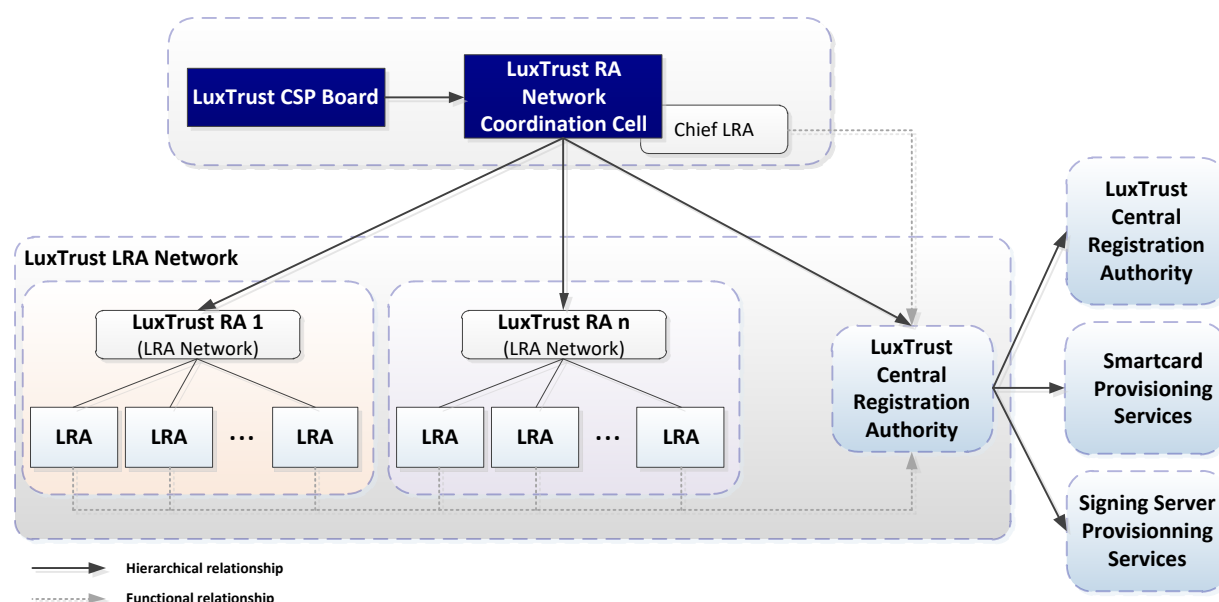 LuxTrust CSP Board
LuxTrust RA
Network
Coordination Cell
Chief LRA
LuxTrust LRA Network
LuxTrust RA 1
(LRA Network)
LRA
LRA
...
LRA
LuxTrust RA n
(LRA Network)
LRA
LRA
...
LRA
LuxTrust
Central
Registration
Authority
LuxTrust
Central
Registration
Authority
Smartcard
Provisioning
Services
Signing Server
Provisionning
Services
Hierarchical relationship
Functional relationship